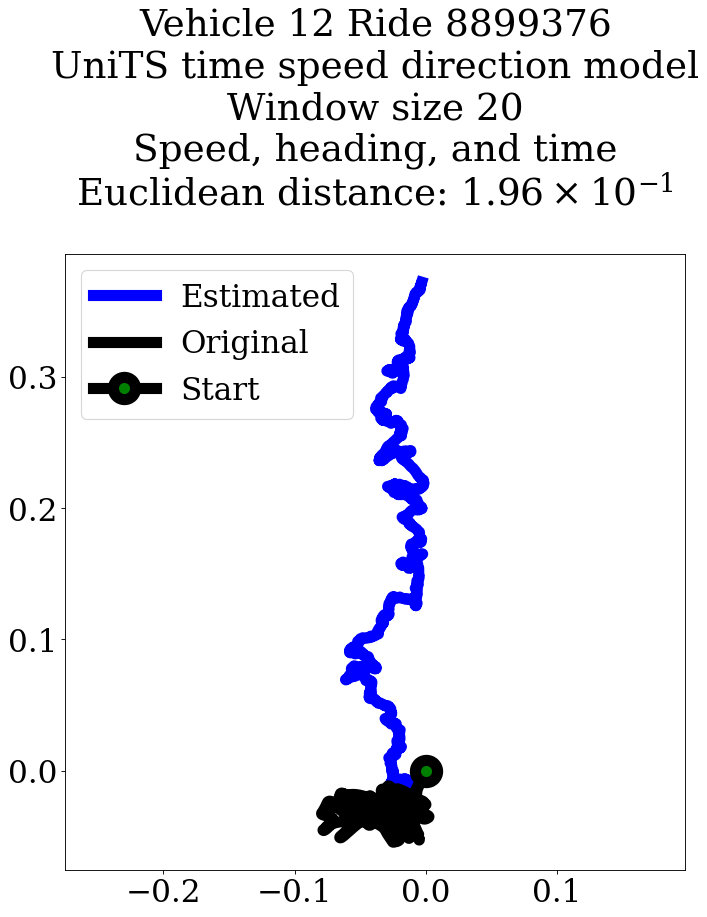 Vehicle 12 Ride 8899376
UniTS time speed direction model
Window size 20
Speed, heading, and time
Euclidean distance: 1.96 × 10⁻¹
Estimated
Original
Start
0.3
0.2
0.1
0.0
−0.2
−0.1
0.0
0.1